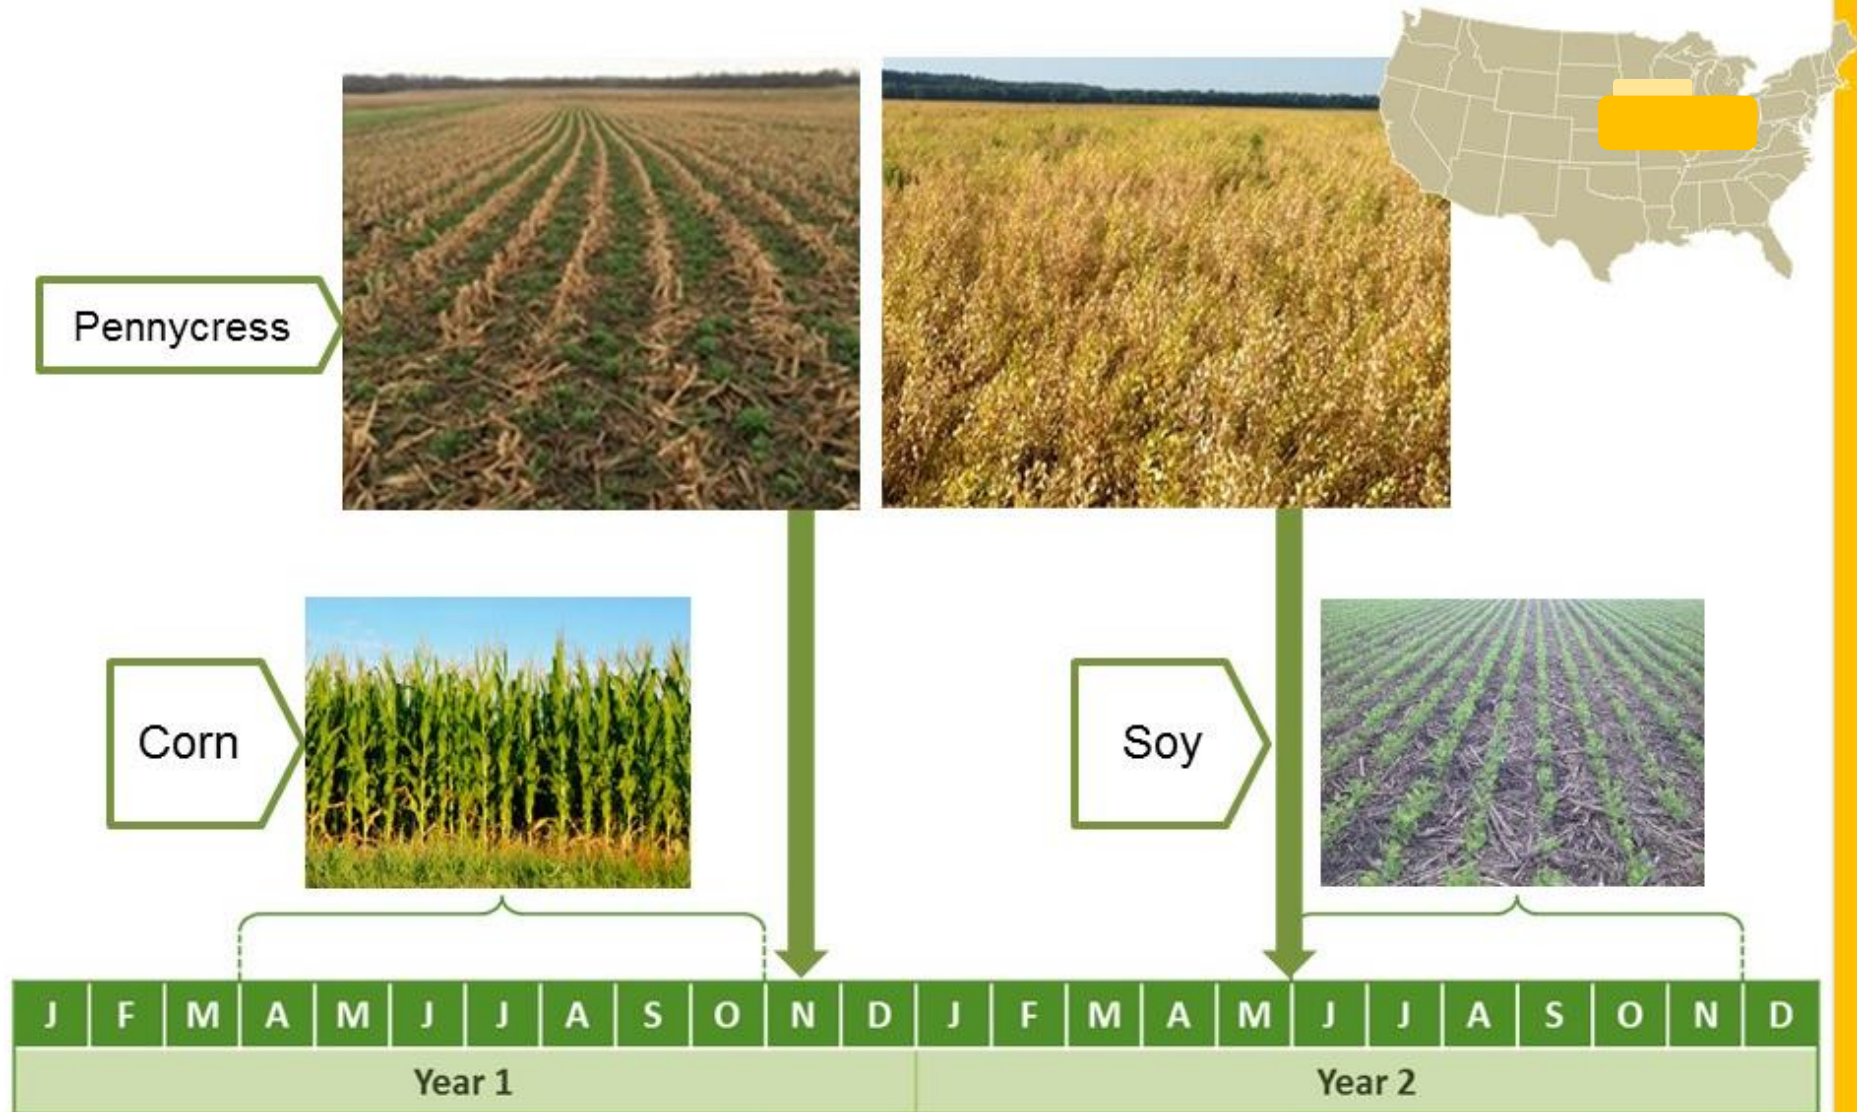 Pennycress
Corn
Soy
J F M A M J J A S O N D J F M A M J J A S O N D
Year 1 Year 2